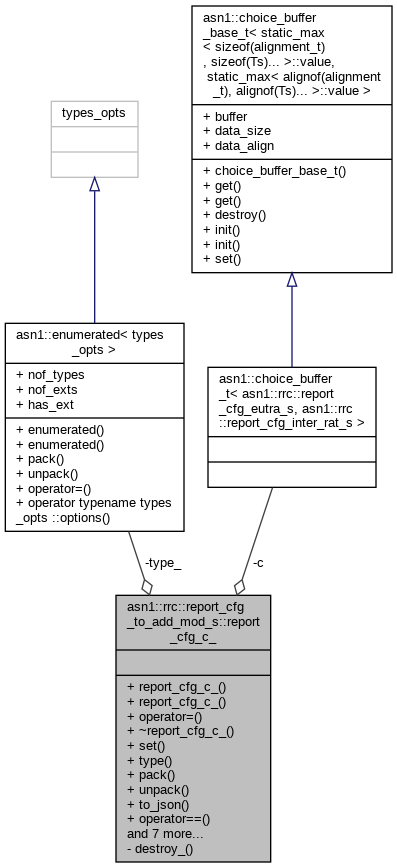 asn1::choice_buffer
_base_t< static_max
< sizeof(alignment_t)
, sizeof(Ts)... >::value,
static_max< alignof(alignment
_t), alignof(Ts)... >::value >
+ buffer
+ data_size
+ data_align
+ choice_buffer_base_t()
+ get()
+ get()
+ destroy()
+ init()
+ init()
+ set()
types_opts
asn1::enumerated< types
_opts >
+ nof_types
+ nof_exts
+ has_ext
+ enumerated()
+ enumerated()
+ pack()
+ unpack()
+ operator=()
+ operator typename types
_opts ::options()
asn1::choice_buffer
_t< asn1::rrc::report
_cfg_eutra_s, asn1::rrc
::report_cfg_inter_rat_s >
-type_
-c
asn1::rrc::report_cfg
_to_add_mod_s::report
_cfg_c_
+ report_cfg_c_()
+ report_cfg_c_()
+ operator=()
+ ~report_cfg_c_()
+ set()
+ type()
+ pack()
+ unpack()
+ to_json()
+ operator==()
and 7 more...
- destroy_()